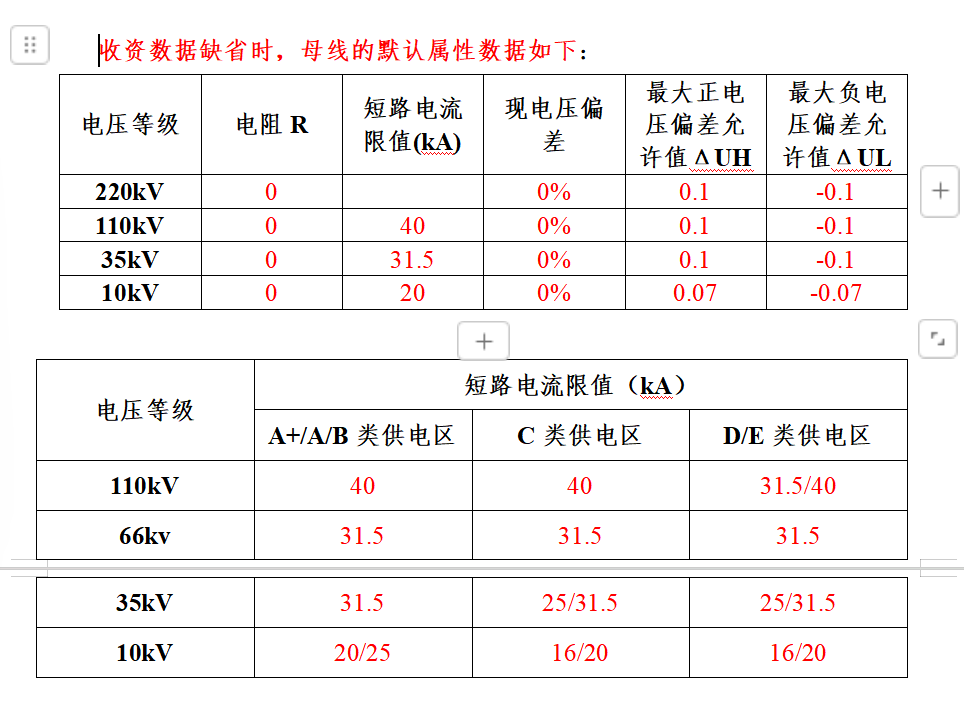 收资数据缺省时，母线的默认属性数据如下：
电压等级 电阻 R 短路电流限值(kA) 现电压偏差 最大正电压偏差允许值 Δ UH 最大负电压偏差允许值 Δ UL
220kV 0 0% 0.1 -0.1
110kV 0 40 0% 0.1 -0.1
35kV 0 31.5 0% 0.1 -0.1
10kV 0 20 0% 0.07 -0.07
电压等级 短路电流限值（kA）
A+/A/B 类供电区 C 类供电区 D/E 类供电区
110kV 40 40 31.5/40
66kv 31.5 31.5 31.5
35kV 31.5 25/31.5 25/31.5
10kV 20/25 16/20 16/20